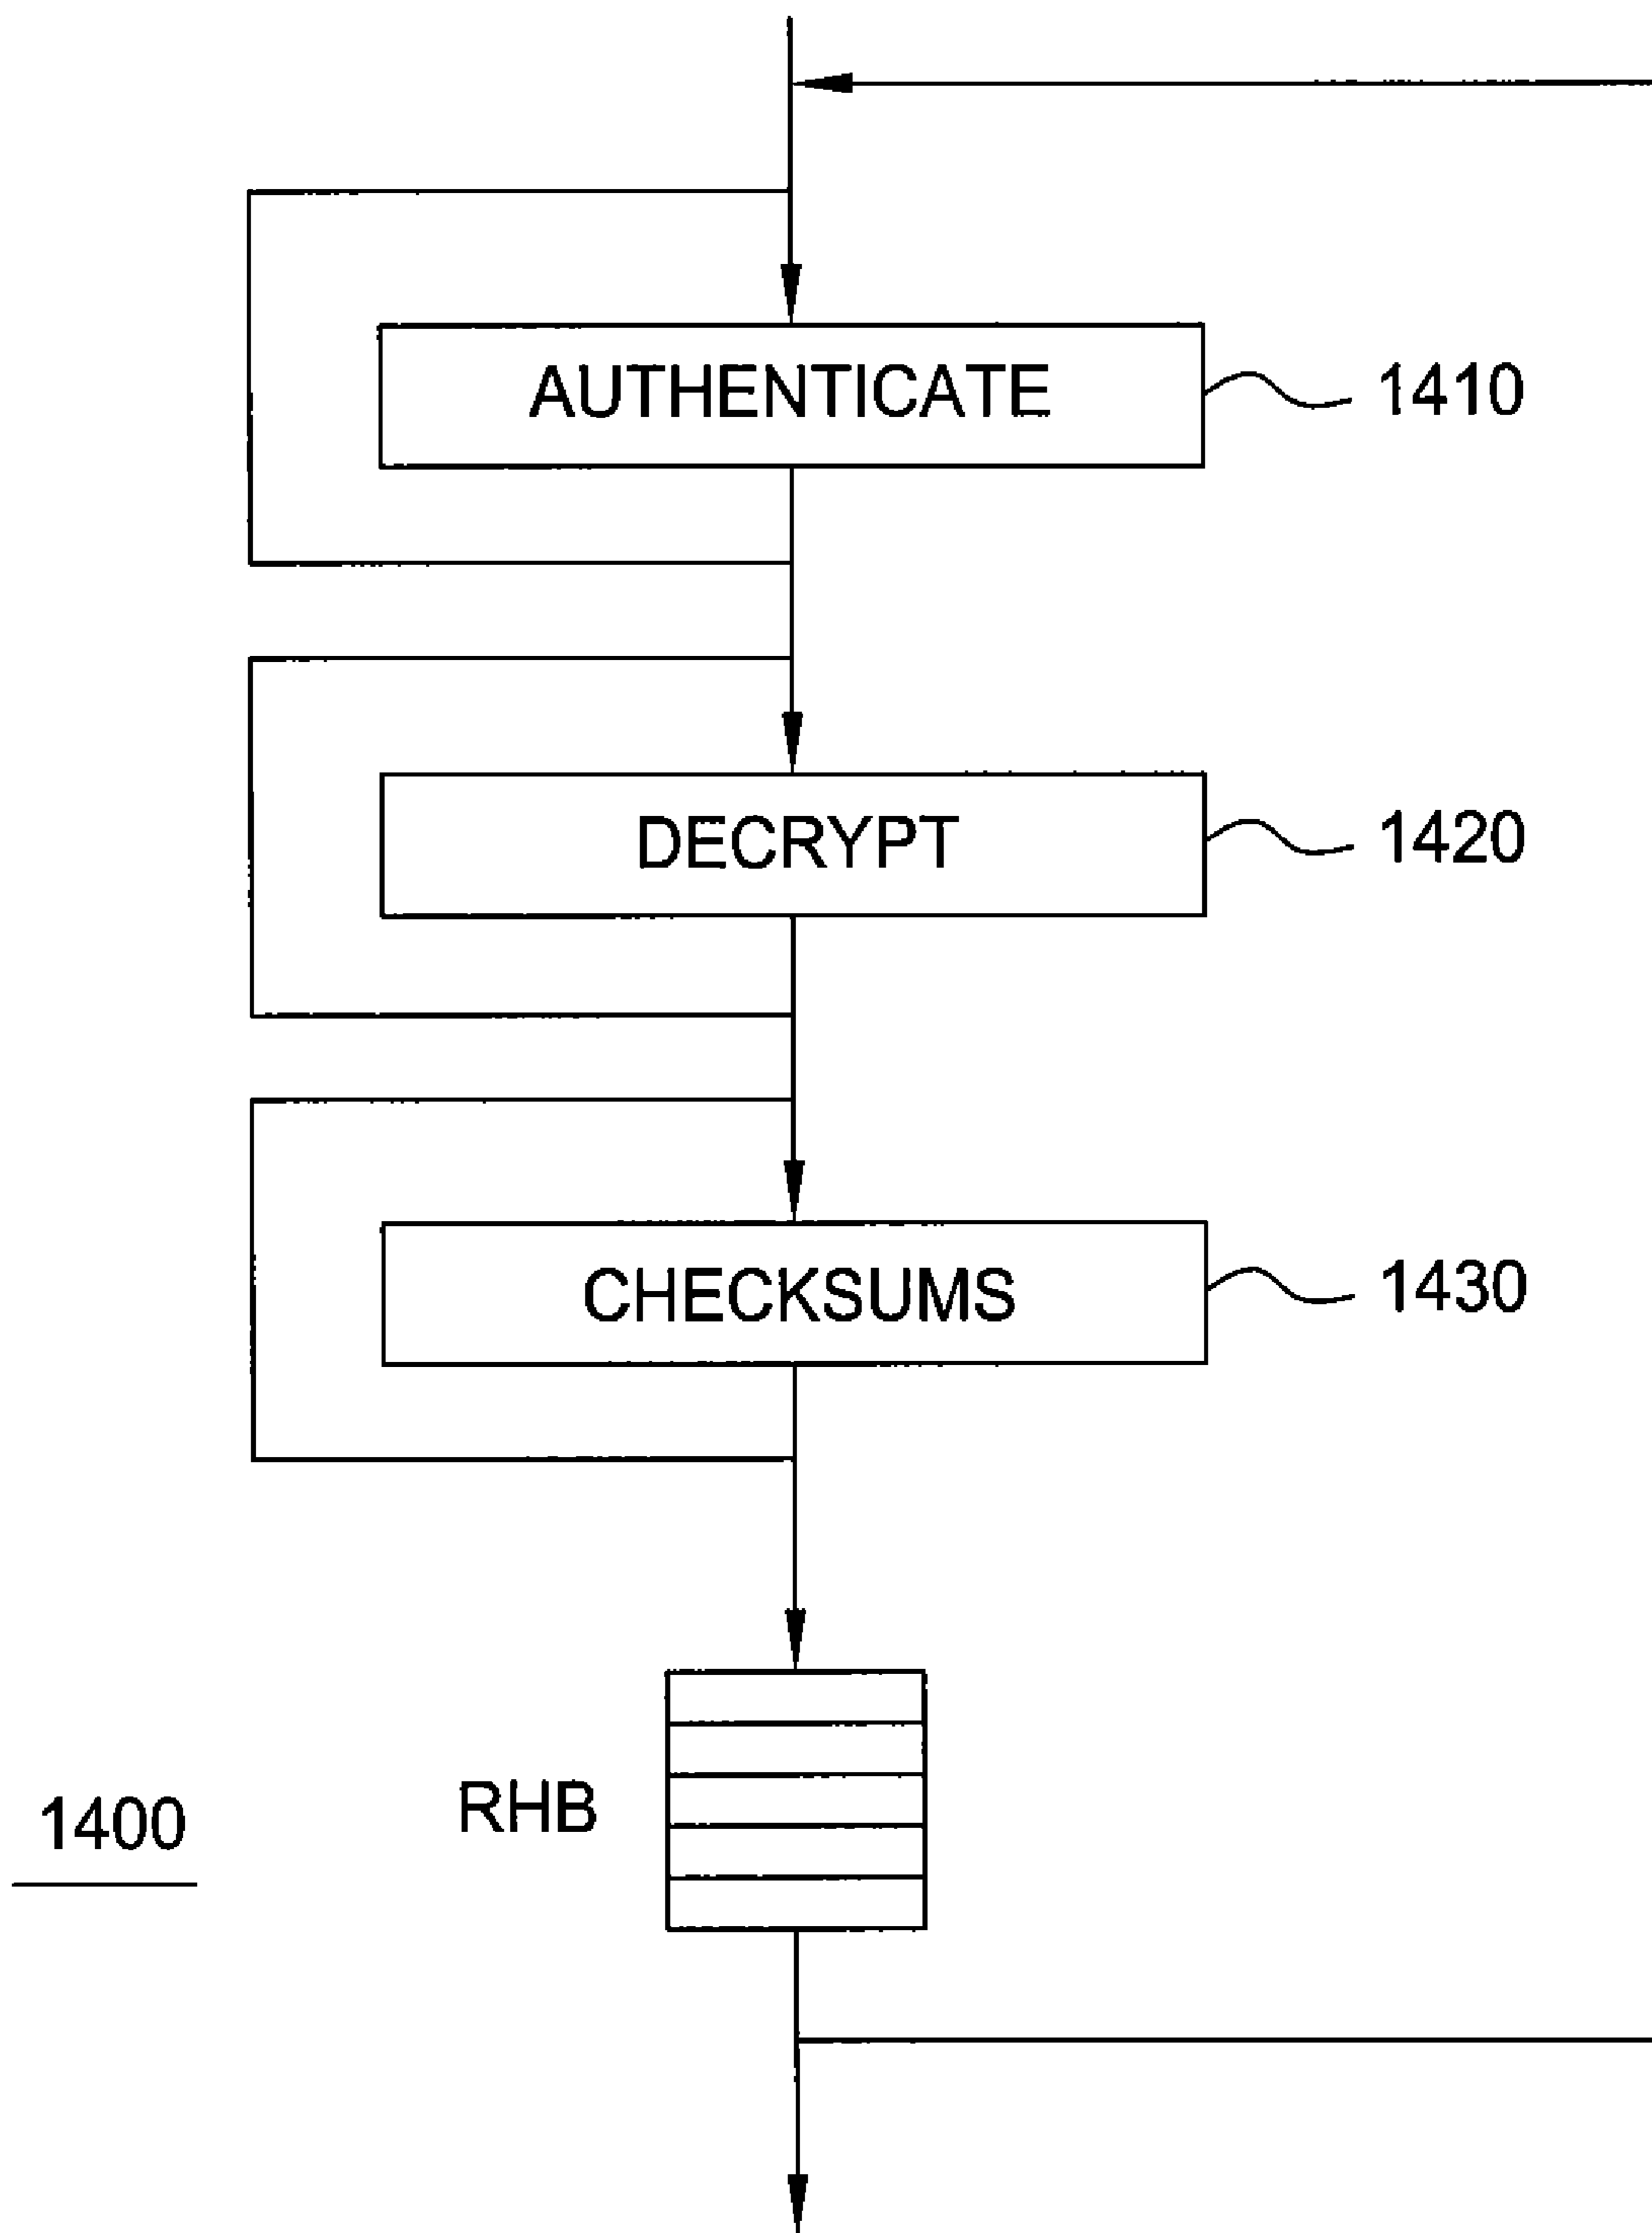 AUTHENTICATE 1410
DECRYPT 1420
CHECKSUMS 1430
RHB
1400